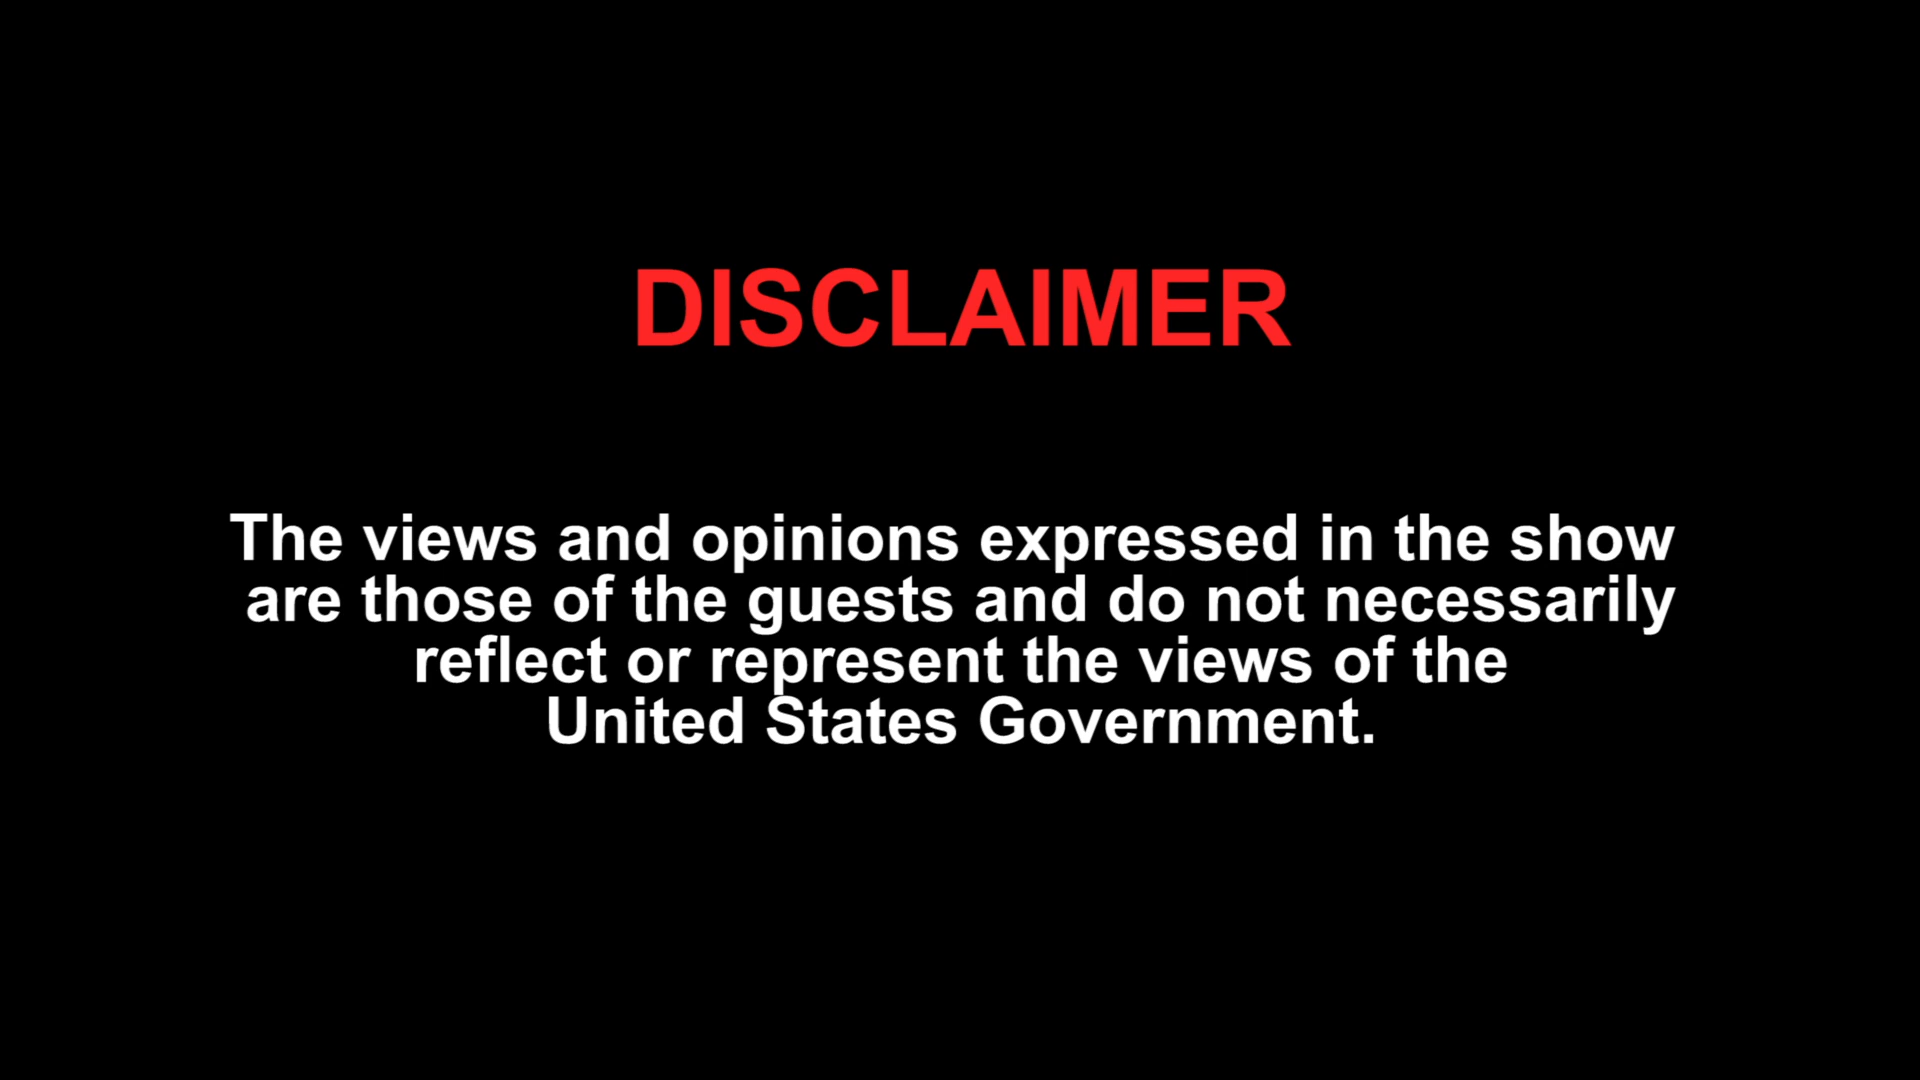 DISCLAIMER
The views and opinions expressed in the show
are those of the guests and do not necessarily
reflect or represent the views of the
United States Government.